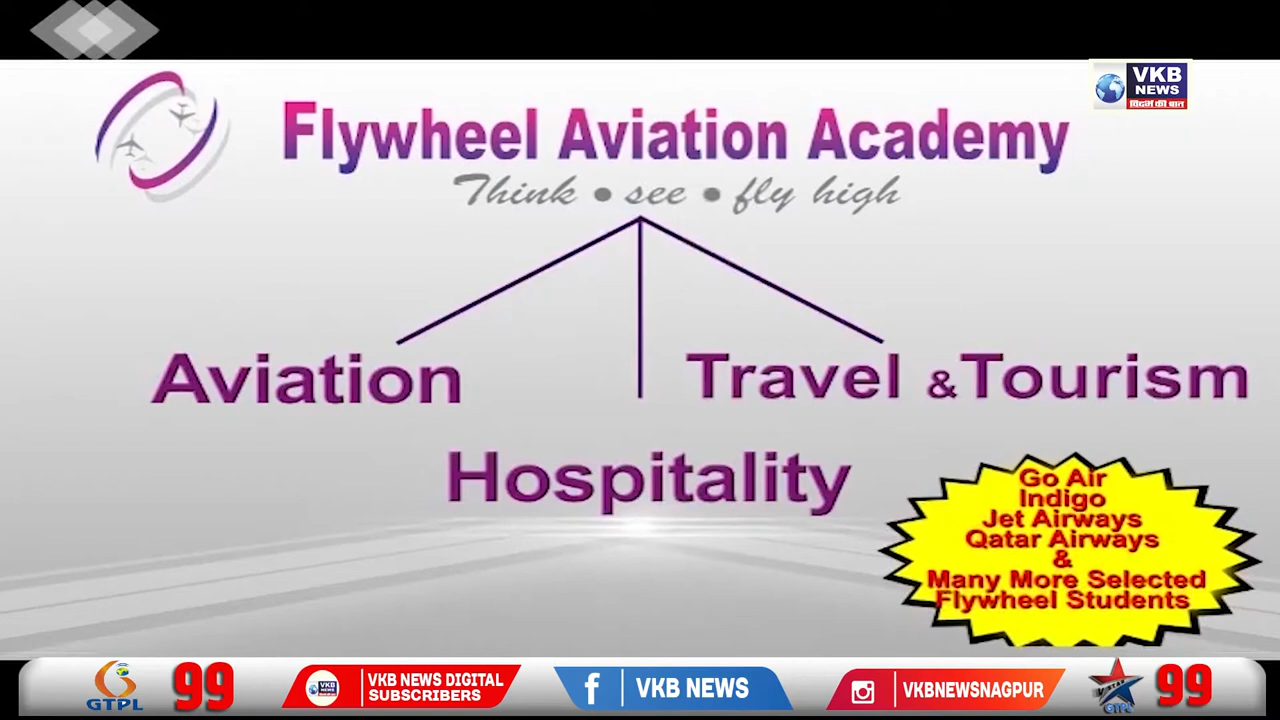 VKB
NEWS
विदर्भ की बात
Flywheel Aviation Academy
Think • see • fly high
Aviation
Travel & Tourism
Hospitality
Go Air
Indigo
Jet Airways
Qatar Airways
&
Many More Selected
Flywheel Students
GTPL
99
VKB NEWS DIGITAL
SUBSCRIBERS
VKB NEWS
VKBNEWSNAGPUR
GTPL
99